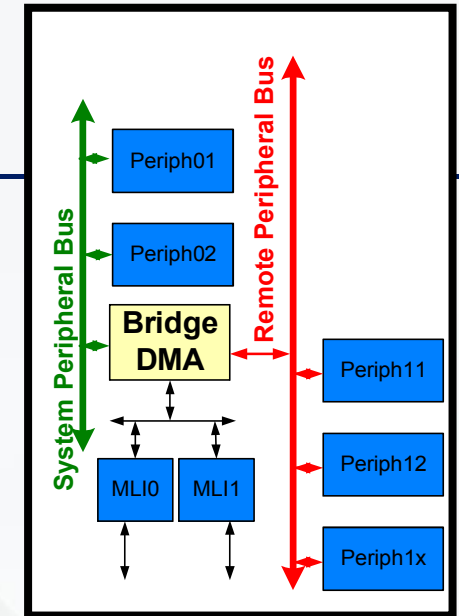 System Peripheral Bus
Remote Peripheral Bus
Periph01
Periph02
Bridge
DMA
Periph11
Periph12
MLI0
MLI1
Periph1x